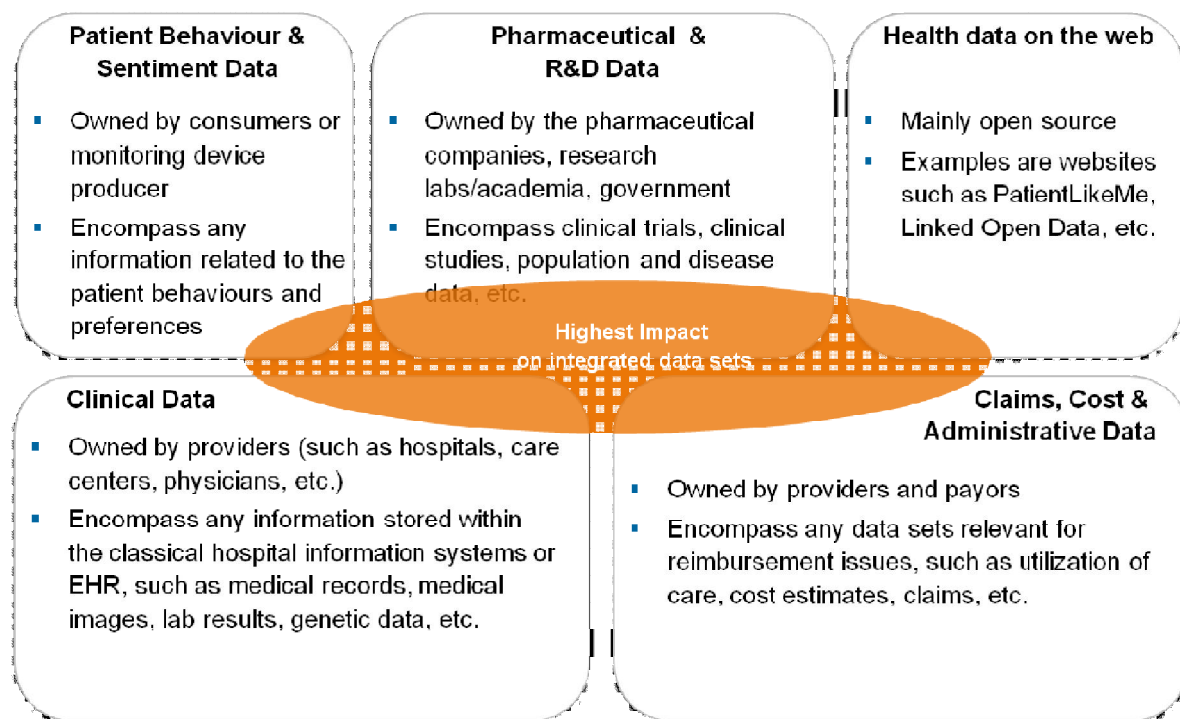 Patient Behaviour &
Sentiment Data
▪ Owned by consumers or
monitoring device
producer
▪ Encompass any
information related to the
patient behaviours and
preferences
Pharmaceutical &
R&D Data
▪ Owned by the pharmaceutical
companies, research
labs/academia, government
▪ Encompass clinical trials, clinical
studies, population and disease
data, etc.
Health data on the web
▪ Mainly open source
▪ Examples are websites
such as PatientLikeMe,
Linked Open Data, etc.
Highest Impact
on integrated data sets
Clinical Data
▪ Owned by providers (such as hospitals, care
centers, physicians, etc.)
▪ Encompass any information stored within
the classical hospital information systems or
EHR, such as medical records, medical
images, lab results, genetic data, etc.
Claims, Cost &
Administrative Data
▪ Owned by providers and payors
▪ Encompass any data sets relevant for
reimbursement issues, such as utilization of
care, cost estimates, claims, etc.